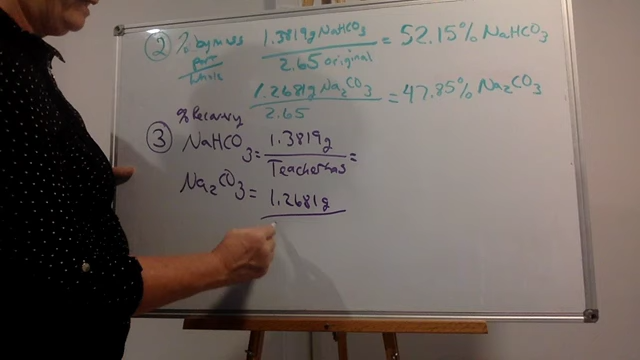 ② % by mass 1.3819g NaHCO3 = 52.15% NaHCO3
part
whole
2.65 original
1.2681g Na2CO3 = 47.85% Na2CO3
2.65
% Recovery
③ NaHCO3 = 1.3819g =
Teacher has
Na2CO3 = 1.2681g